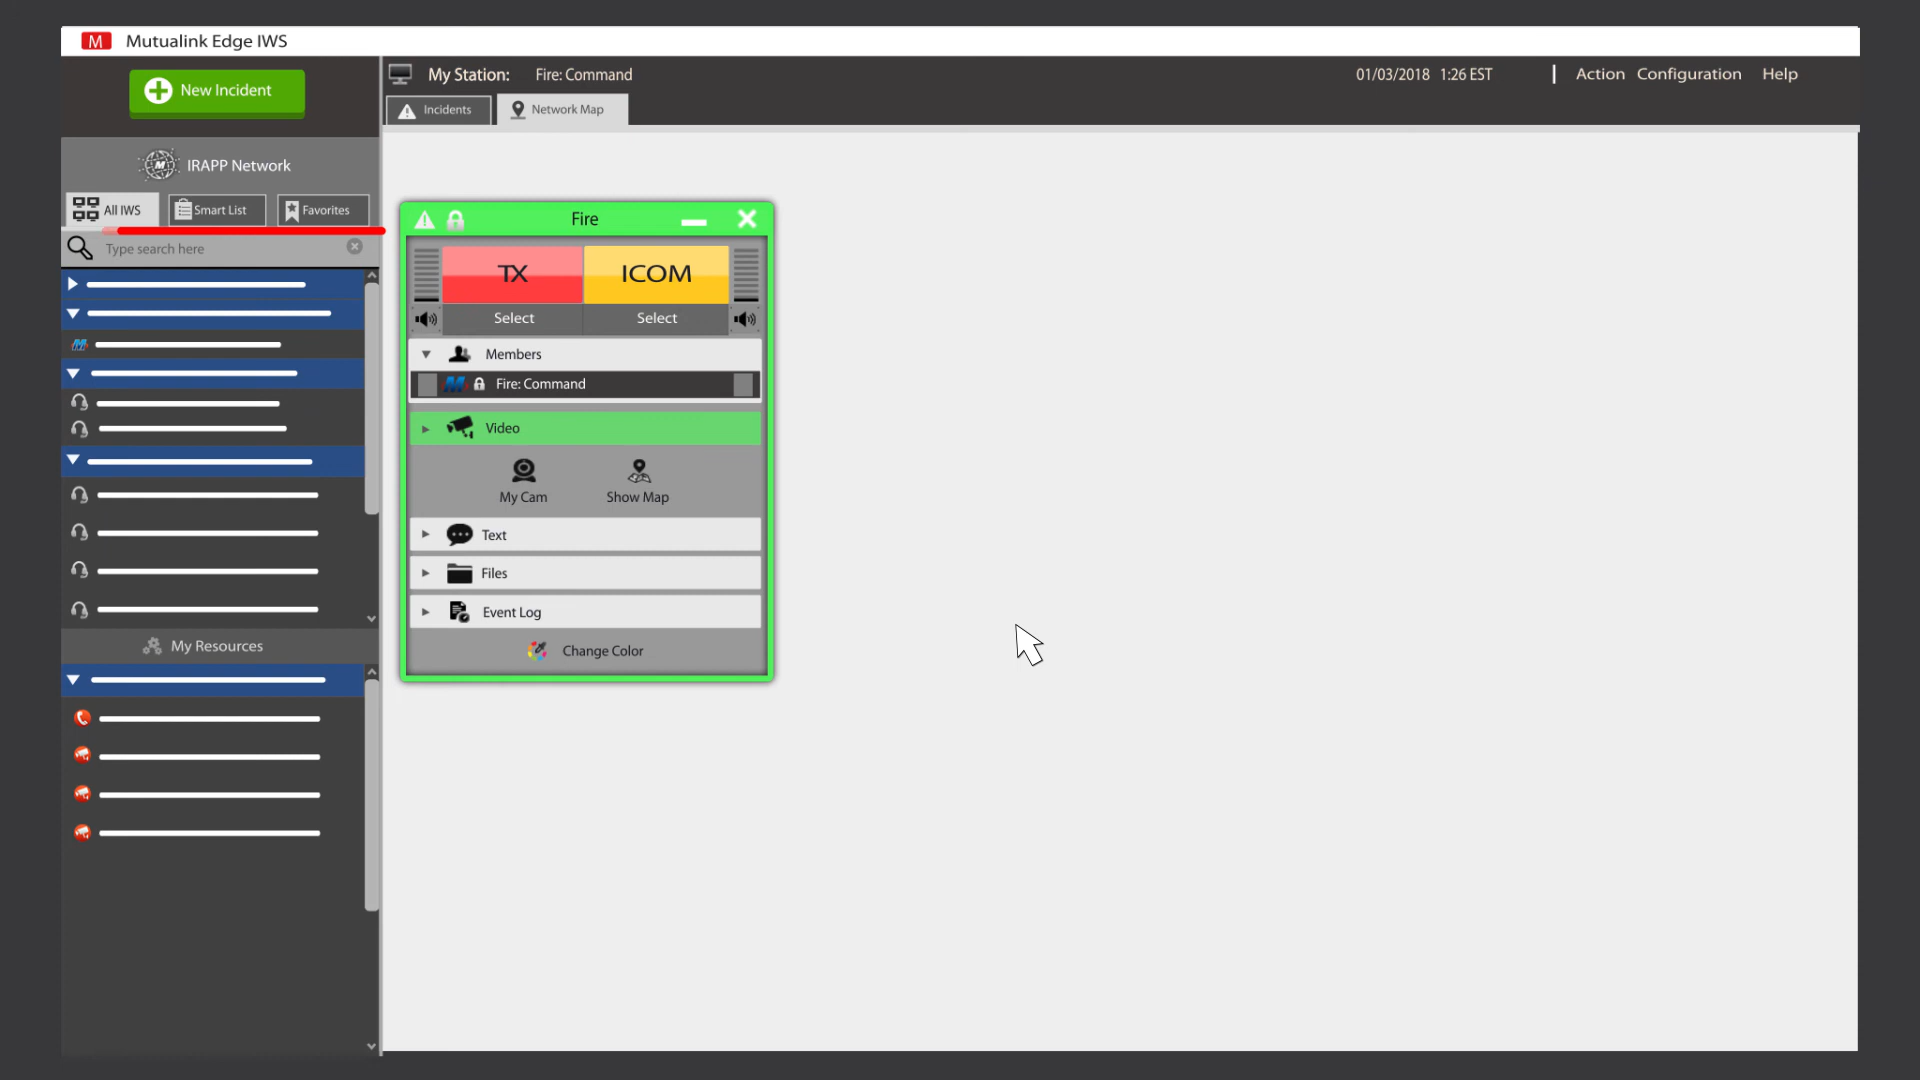 M Mutualink Edge IWS
New Incident
My Station: Fire: Command
01/03/2018 1:26 EST
Action Configuration Help
Incidents
Network Map
IRAPP Network
All IWS
Smart List
Favorites
Type search here
Fire
TX
ICOM
Select
Select
Members
Fire: Command
Video
My Cam
Show Map
Text
Files
Event Log
Change Color
My Resources